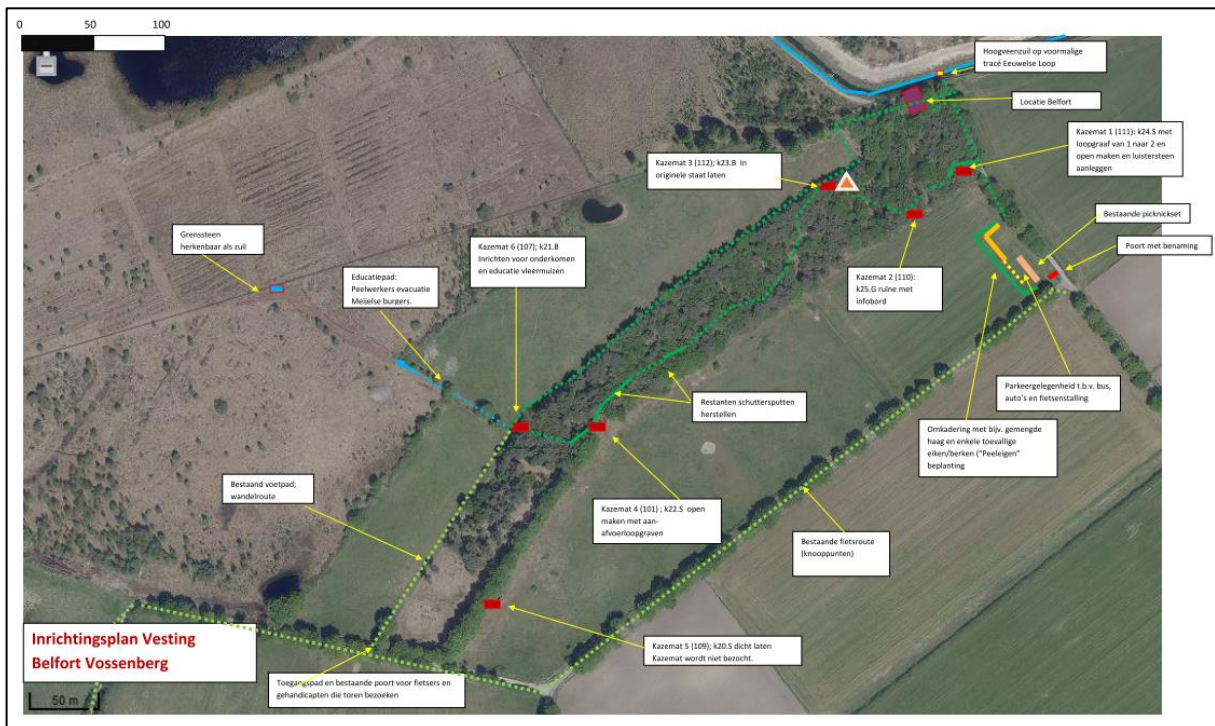 0 50 100
Hoogveenzuil op voormalige
tracé Eeuwelse Loop
Locatie Belfort
Kazemat 1 (111): k24.S met
loopgraaf van 1 naar 2 en
open maken en luistersteen
aanleggen
Kazemat 3 (112); k23.B In
originele staat laten
Bestaande picknickset
Poort met benaming
Grenssteen
herkenbaar als zuil
Kazemat 6 (107); k21.B
Inrichten voor onderkomen
en educatie vleermuizen
Educatiepad:
Peelwerkers evacuatie
Meijelse burgers.
Kazemat 2 (110):
k25.G ruïne met
infobord
Parkeergelegenheid t.b.v. bus,
auto's en fietsenstalling
Restanten schuttersputten
herstellen
Omkadering met bijv. gemengde
haag en enkele toevallige
eiken/berken ("Peeleigen"
beplanting
Bestaand voetpad;
wandelroute
Kazemat 4 (101) ; k22.S open
maken met aan-
afvoerloopgraven
Bestaande fietsroute
(knooppunten)
Inrichtingsplan Vesting
Belfort Vossenberg
Kazemat 5 (109); k20.S dicht laten
Kazemat wordt niet bezocht.
Toegangspad en bestaande poort voor fietsers en
gehandicapten die toren bezoeken
50 m